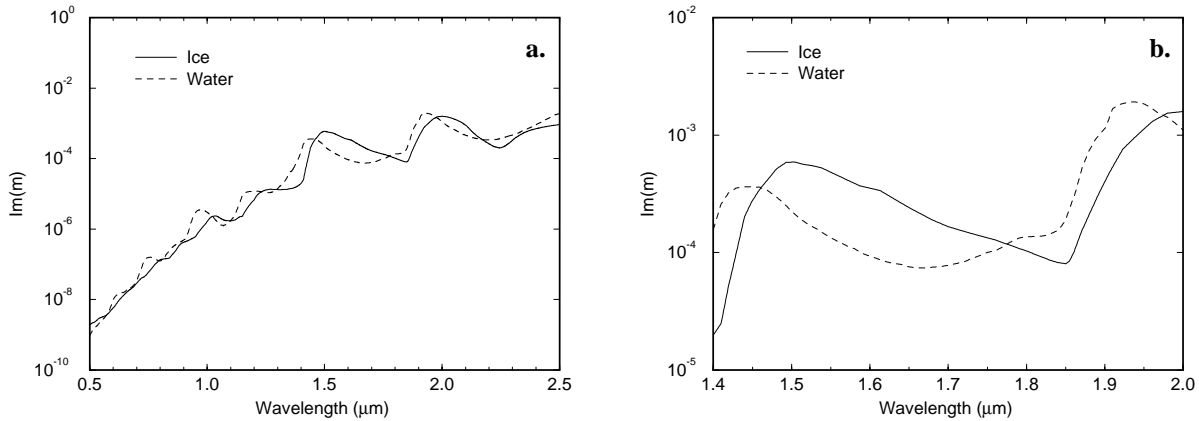 a.
Ice
Water
10^0
10^-2
10^-4
10^-6
10^-8
10^-10
Im(m)
0.5 1.0 1.5 2.0 2.5
Wavelength (μm)
b.
Ice
Water
10^-2
10^-3
10^-4
10^-5
Im(m)
1.4 1.5 1.6 1.7 1.8 1.9 2.0
Wavelength (μm)